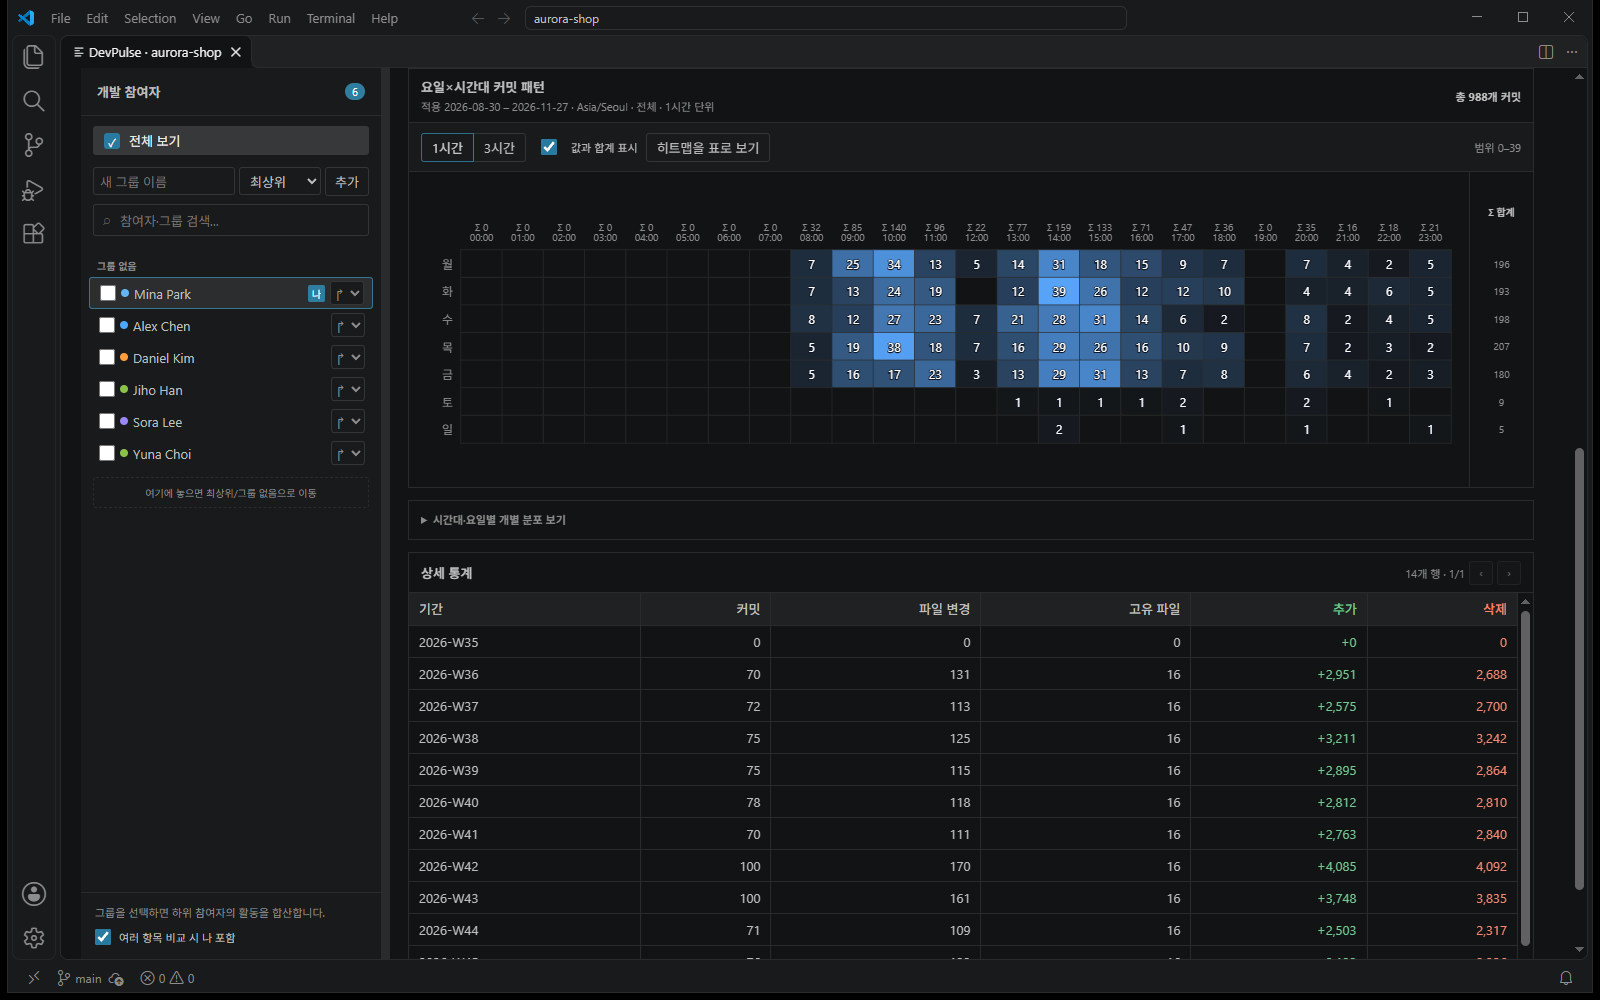 File Edit Selection View Go Run Terminal Help
aurora-shop
DevPulse · aurora-shop
개발 참여자
6
✓ 전체 보기
새 그룹 이름
최상위
추가
참여자·그룹 검색...
그룹 없음
Mina Park
나
Alex Chen
Daniel Kim
Jiho Han
Sora Lee
Yuna Choi
여기에 놓으면 최상위/그룹 없음으로 이동
그룹을 선택하면 하위 참여자의 활동을 합산합니다.
여러 항목 비교 시 나 포함
요일×시간대 커밋 패턴
적용 2026-08-30 – 2026-11-27 · Asia/Seoul · 전체 · 1시간 단위
총 988개 커밋
1시간 3시간 값과 합계 표시 히트맵을 표로 보기
범위 0–39
Σ 합계
Σ 0 Σ 0 Σ 0 Σ 0 Σ 0 Σ 0 Σ 0 Σ 0 Σ 32 Σ 85 Σ 140 Σ 96 Σ 22 Σ 77 Σ 159 Σ 133 Σ 71 Σ 47 Σ 36 Σ 0 Σ 35 Σ 16 Σ 18 Σ 21
00:00 01:00 02:00 03:00 04:00 05:00 06:00 07:00 08:00 09:00 10:00 11:00 12:00 13:00 14:00 15:00 16:00 17:00 18:00 19:00 20:00 21:00 22:00 23:00
월 7 25 34 13 5 14 31 18 15 9 7 7 4 2 5 196
화 7 13 24 19 12 39 26 12 12 10 4 4 6 5 193
수 8 12 27 23 7 21 28 31 14 6 2 8 2 4 5 198
목 5 19 38 18 7 16 29 26 16 10 9 7 2 3 2 207
금 5 16 17 23 3 13 29 31 13 7 8 6 4 2 3 180
토 1 1 1 1 2 2 1 9
일 2 1 1 1 5
▶ 시간대·요일별 개별 분포 보기
상세 통계
14개 행 · 1/1
기간 커밋 파일 변경 고유 파일 추가 삭제
2026-W35 0 0 0 +0 0
2026-W36 70 131 16 +2,951 2,688
2026-W37 72 113 16 +2,575 2,700
2026-W38 75 125 16 +3,211 3,242
2026-W39 75 115 16 +2,895 2,864
2026-W40 78 118 16 +2,812 2,810
2026-W41 70 111 16 +2,763 2,840
2026-W42 100 170 16 +4,085 4,092
2026-W43 100 161 16 +3,748 3,835
2026-W44 71 109 16 +2,503 2,317
main
0 0